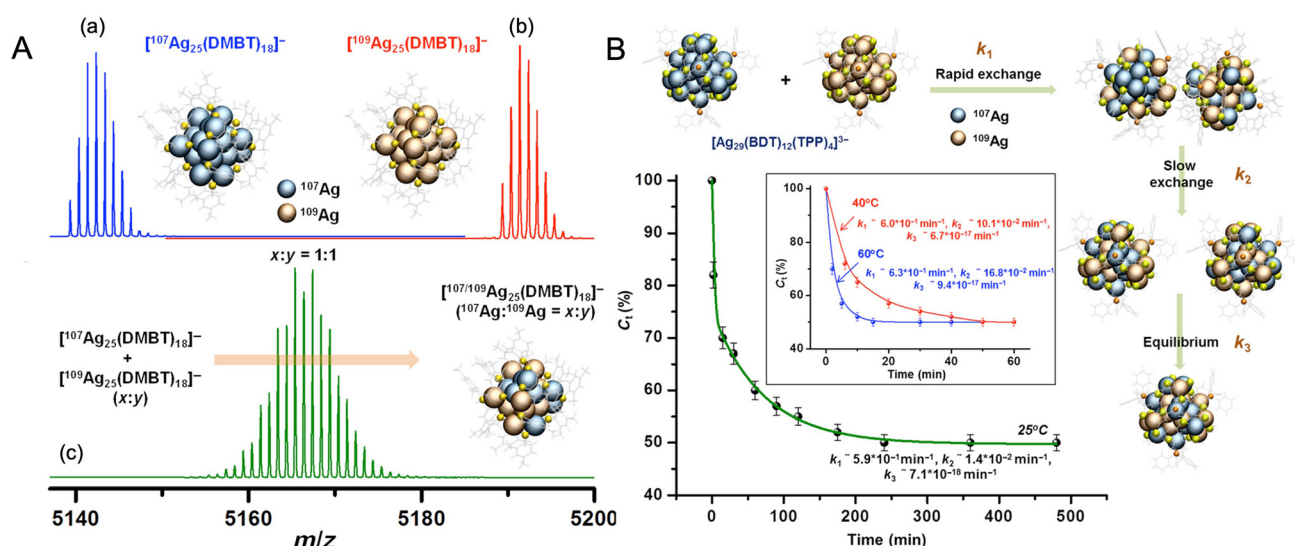 A
(a)
(b)
[¹⁰⁷Ag₂₅(DMBT)₁₈]⁻
[¹⁰⁹Ag₂₅(DMBT)₁₈]⁻
¹⁰⁷Ag
¹⁰⁹Ag
x:y = 1:1
[¹⁰⁷Ag₂₅(DMBT)₁₈]⁻
+
[¹⁰⁹Ag₂₅(DMBT)₁₈]⁻
(x:y)
[¹⁰⁷/¹⁰⁹Ag₂₅(DMBT)₁₈]⁻
(¹⁰⁷Ag:¹⁰⁹Ag = x:y)
(c)
5140 5160 5180 5200
m/z
B
+
k₁
Rapid exchange
¹⁰⁷Ag
¹⁰⁹Ag
[Ag₂₉(BDT)₁₂(TPP)₄]³⁻
Slow
exchange
k₂
Equilibrium
k₃
100
90
80
70
60
50
40
Cₜ (%)
0 100 200 300 400 500
Time (min)
25°C
k₁ ~ 5.9*10⁻¹min⁻¹, k₂ ~ 1.4*10⁻² min⁻¹,
k₃ ~ 7.1*10⁻¹⁸ min⁻¹
100
90
80
70
60
50
40
Cₜ (%)
40°C
k₁ ~ 6.0*10⁻¹ min⁻¹, k₂ ~ 10.1*10⁻² min⁻¹,
k₃ ~ 6.7*10⁻¹⁷ min⁻¹
60°C
k₁ ~ 6.3*10⁻¹ min⁻¹, k₂ ~ 16.8*10⁻² min⁻¹
k₃ ~ 9.4*10⁻¹⁷ min⁻¹
0 10 20 30 40 50 60
Time (min)